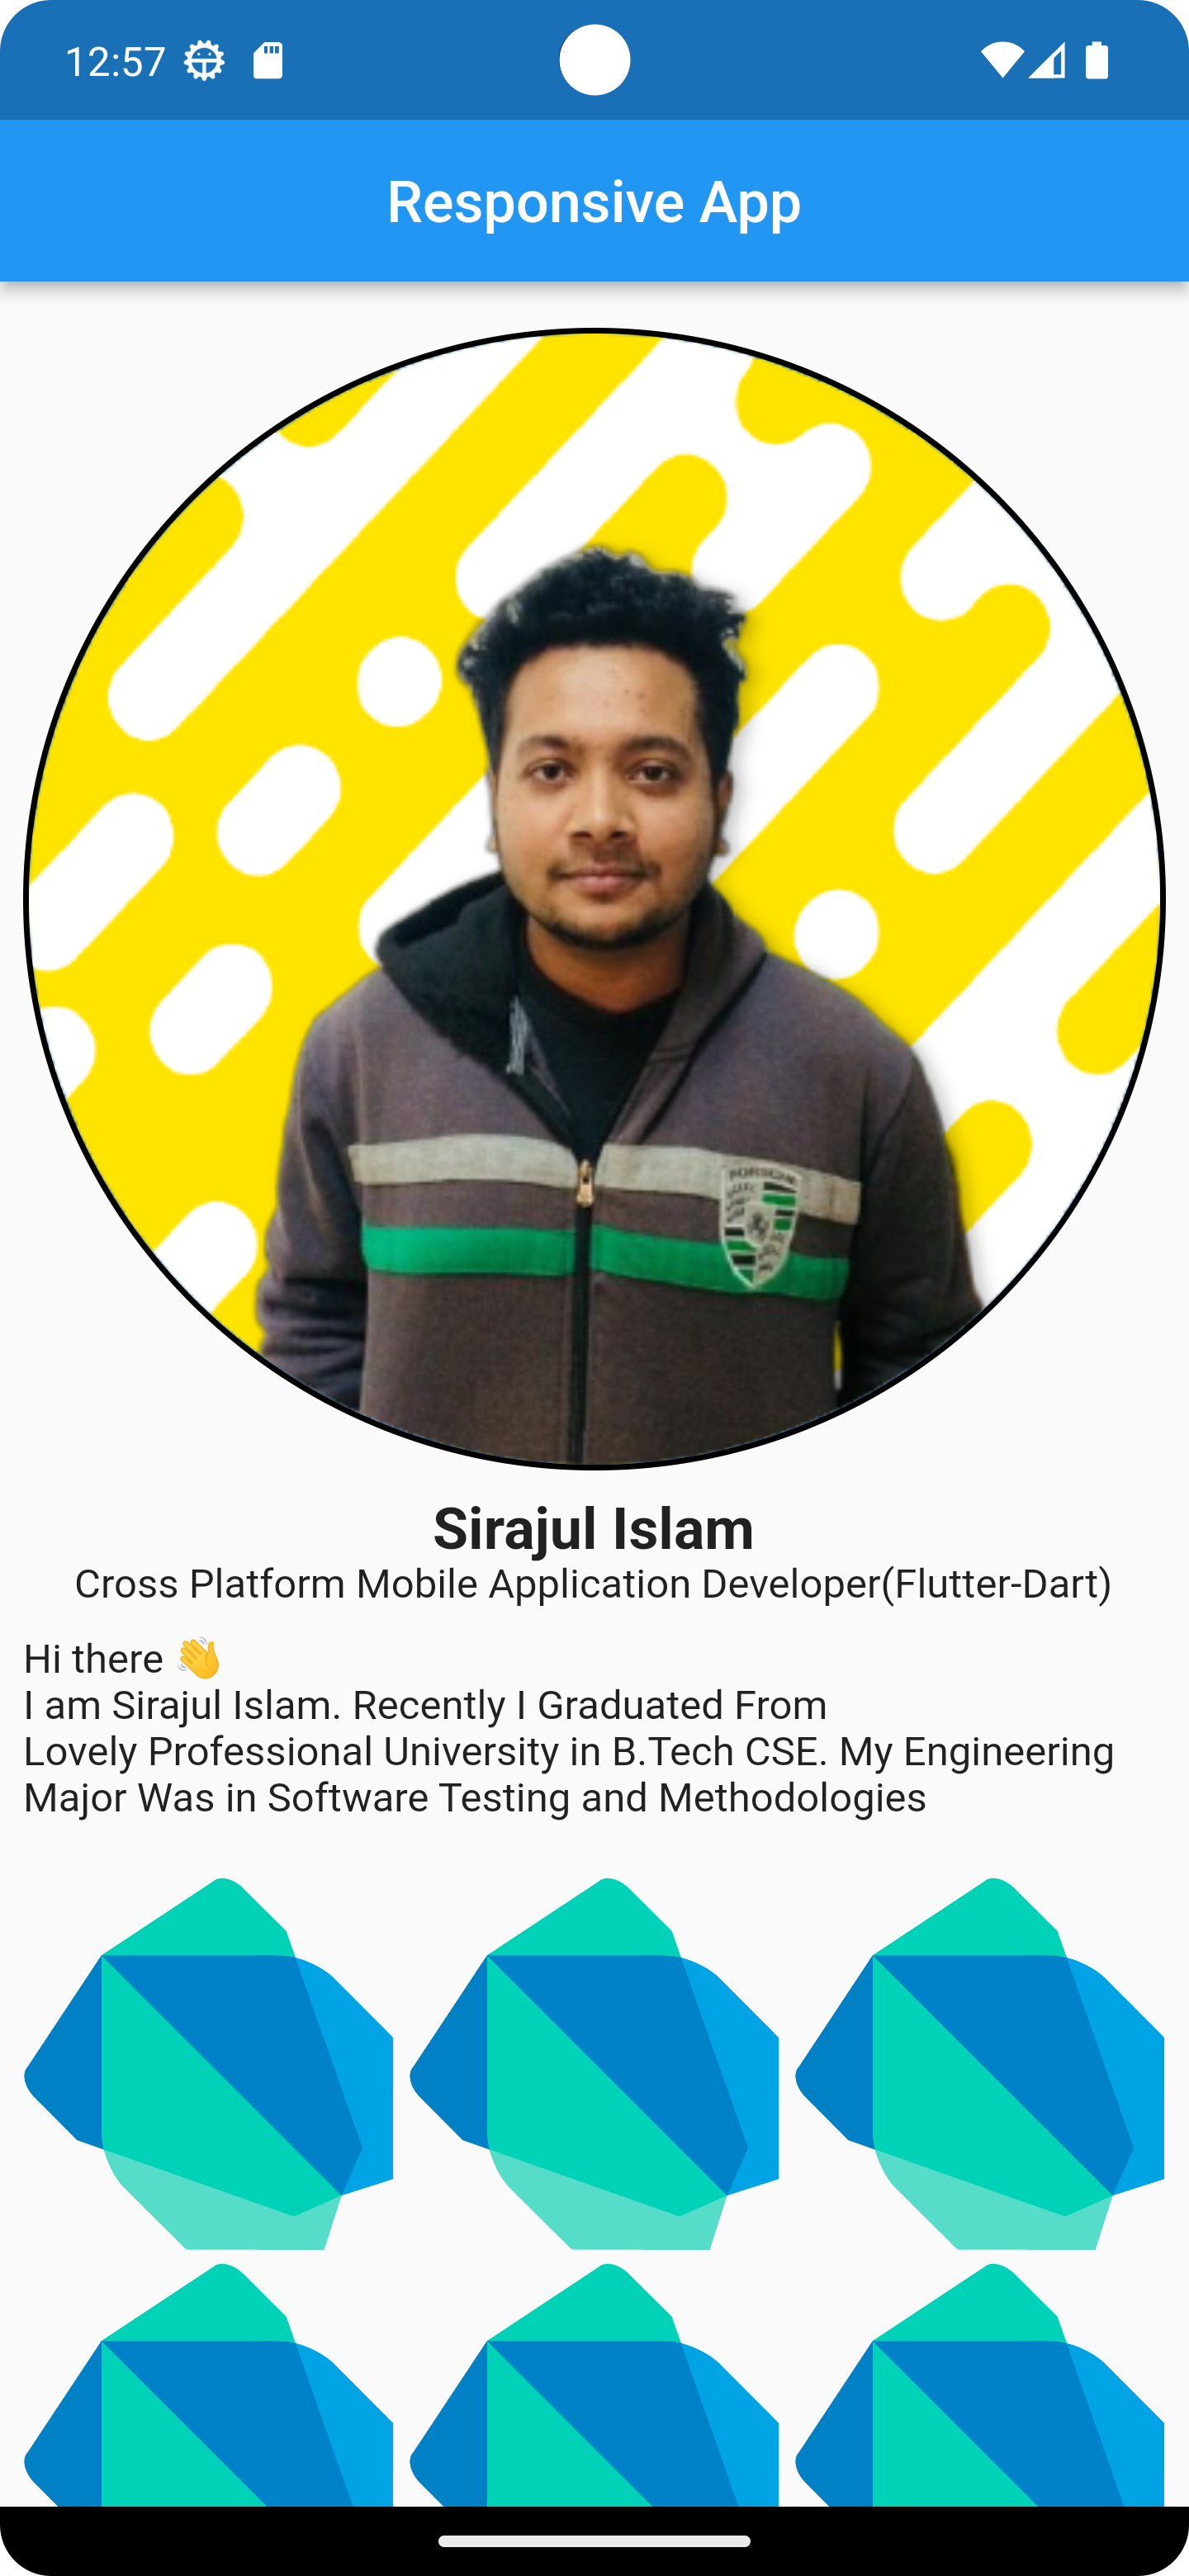 12:57
Responsive App
Sirajul Islam
Cross Platform Mobile Application Developer(Flutter-Dart)
Hi there 👋
I am Sirajul Islam. Recently I Graduated From
Lovely Professional University in B.Tech CSE. My Engineering
Major Was in Software Testing and Methodologies